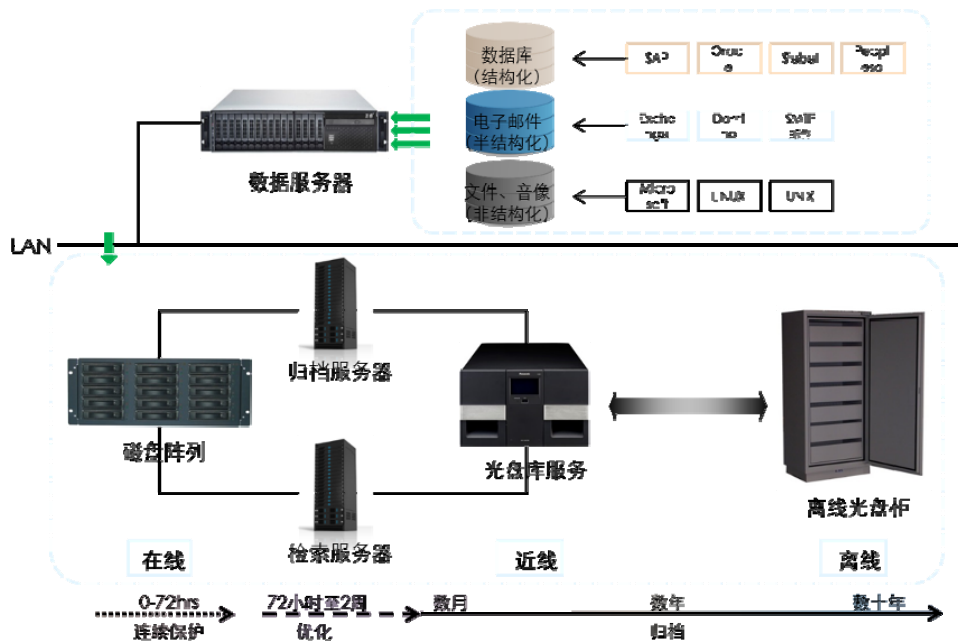 数据库
(结构化)
SAP
电子邮件
(半结构化)
数据服务器
文件、音像
(非结构化)
Micro
soft
LINUX
UNIX
LAN
归档服务器
磁盘阵列
光盘库服务
离线光盘柜
检索服务器
在线
近线
离线
0-72hrs
72小时至2周
数月
数年
数十年
连续保护
优化
归档